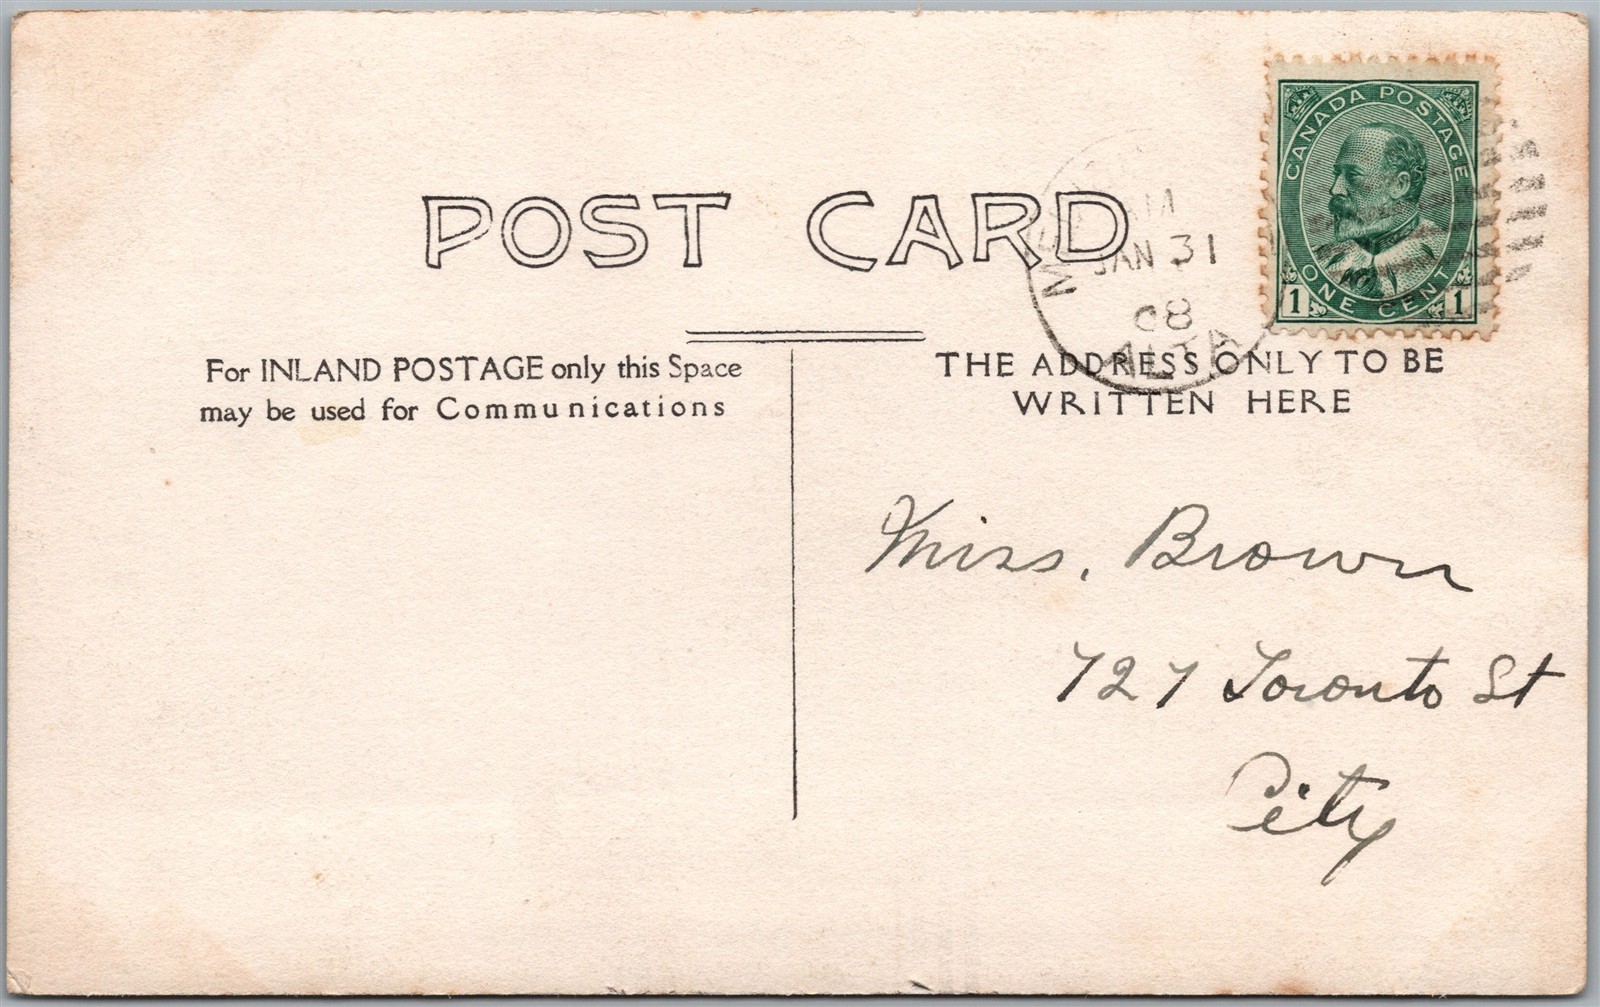 POST CARD
CANADA POSTAGE
ONE CENT
1 1
JAN 31
08
ALTA
For INLAND POSTAGE only this Space
may be used for Communications
THE ADDRESS ONLY TO BE
WRITTEN HERE
Miss. Brown
727 Toronto St
City